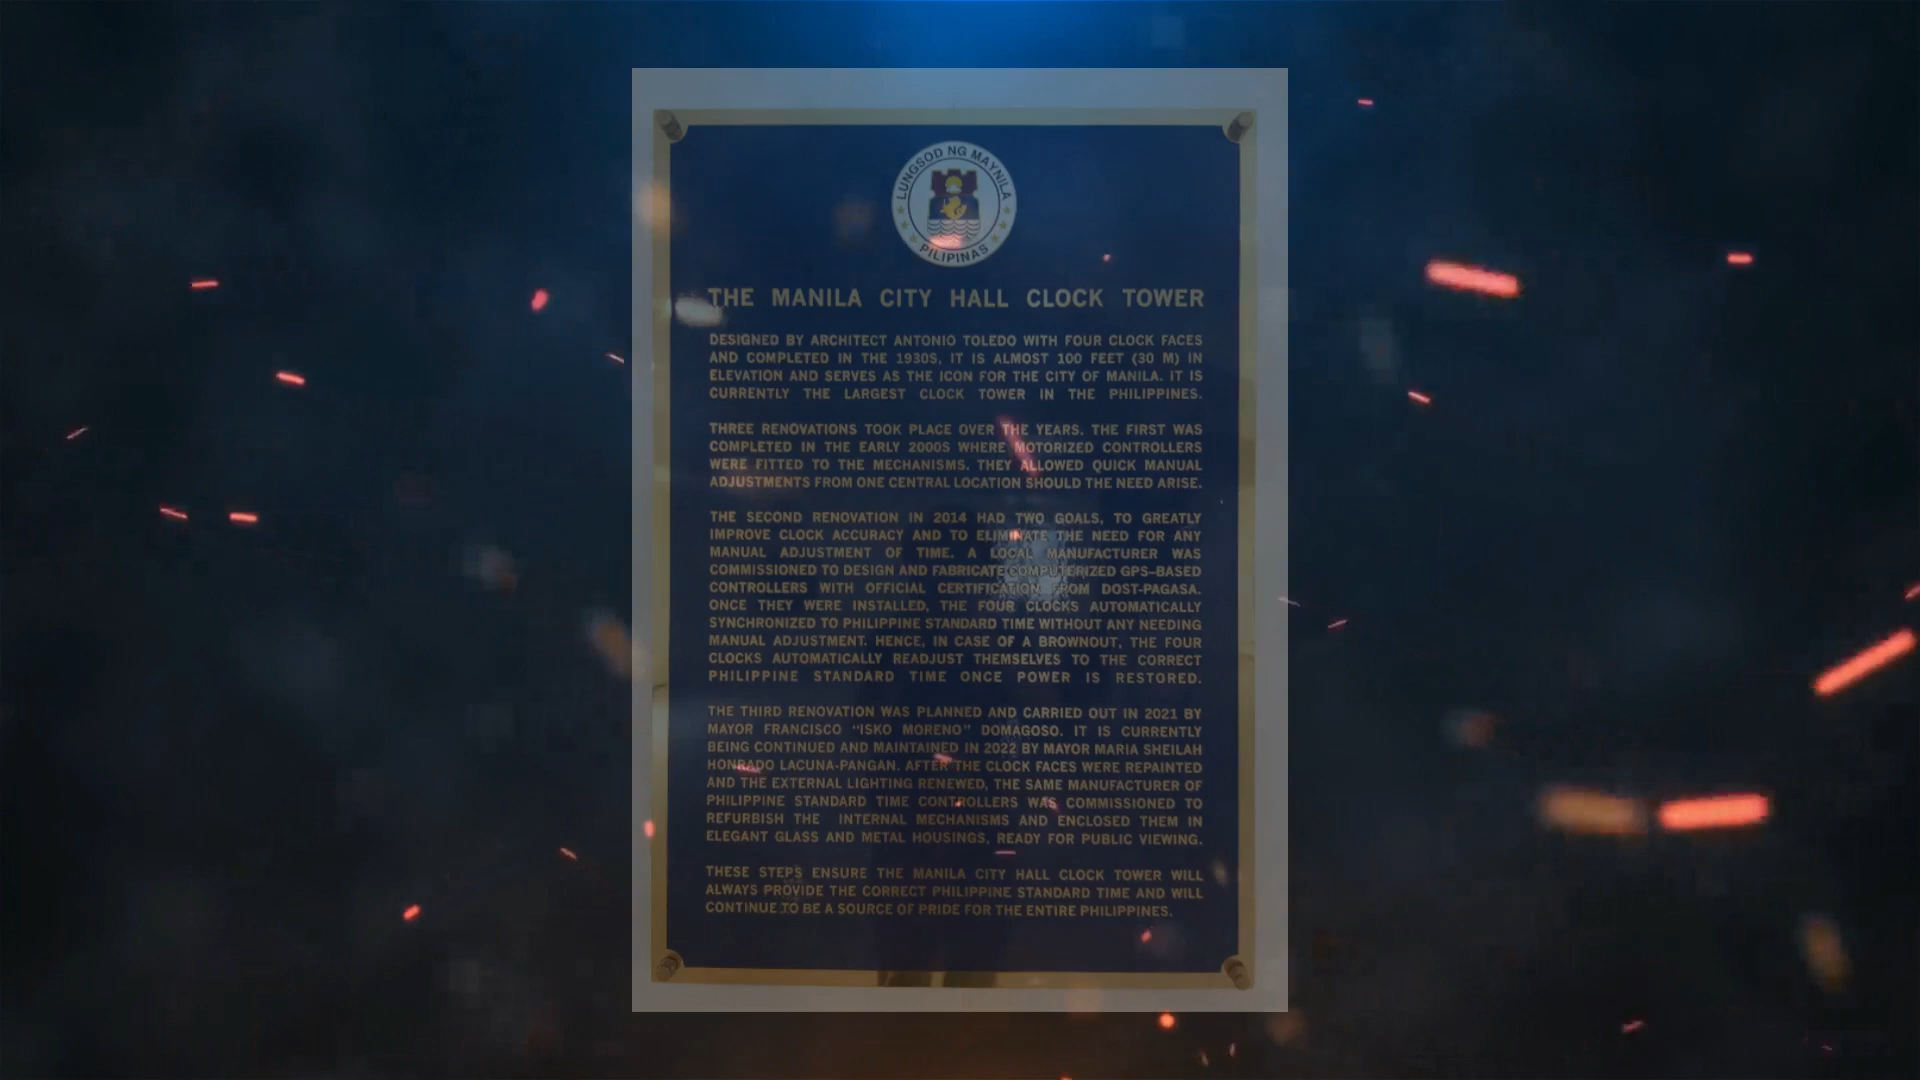 LUNGSOD NG MAYNILA
PILIPINAS
THE MANILA CITY HALL CLOCK TOWER
DESIGNED BY ARCHITECT ANTONIO TOLEDO WITH FOUR CLOCK FACES
AND COMPLETED IN THE 1930S, IT IS ALMOST 100 FEET (30 M) IN
ELEVATION AND SERVES AS THE ICON FOR THE CITY OF MANILA. IT IS
CURRENTLY THE LARGEST CLOCK TOWER IN THE PHILIPPINES.
THREE RENOVATIONS TOOK PLACE OVER THE YEARS. THE FIRST WAS
COMPLETED IN THE EARLY 2000S WHERE MOTORIZED CONTROLLERS
WERE FITTED TO THE MECHANISMS. THEY ALLOWED QUICK MANUAL
ADJUSTMENTS FROM ONE CENTRAL LOCATION SHOULD THE NEED ARISE.
THE SECOND RENOVATION IN 2014 HAD TWO GOALS, TO GREATLY
IMPROVE CLOCK ACCURACY AND TO ELIMINATE THE NEED FOR ANY
MANUAL ADJUSTMENT OF TIME. A LOCAL MANUFACTURER WAS
COMMISSIONED TO DESIGN AND FABRICATE COMPUTERIZED GPS-BASED
CONTROLLERS WITH OFFICIAL CERTIFICATION FROM DOST-PAGASA.
ONCE THEY WERE INSTALLED, THE FOUR CLOCKS AUTOMATICALLY
SYNCHRONIZED TO PHILIPPINE STANDARD TIME WITHOUT ANY NEEDING
MANUAL ADJUSTMENT. HENCE, IN CASE OF A BROWNOUT, THE FOUR
CLOCKS AUTOMATICALLY READJUST THEMSELVES TO THE CORRECT
PHILIPPINE STANDARD TIME ONCE POWER IS RESTORED.
THE THIRD RENOVATION WAS PLANNED AND CARRIED OUT IN 2021 BY
MAYOR FRANCISCO “ISKO MORENO” DOMAGOSO. IT IS CURRENTLY
BEING CONTINUED AND MAINTAINED IN 2022 BY MAYOR MARIA SHEILAH
HONRADO LACUNA-PANGAN. AFTER THE CLOCK FACES WERE REPAINTED
AND THE EXTERNAL LIGHTING RENEWED, THE SAME MANUFACTURER OF
PHILIPPINE STANDARD TIME CONTROLLERS WAS COMMISSIONED TO
REFURBISH THE INTERNAL MECHANISMS AND ENCLOSED THEM IN
ELEGANT GLASS AND METAL HOUSINGS, READY FOR PUBLIC VIEWING.
THESE STEPS ENSURE THE MANILA CITY HALL CLOCK TOWER WILL
ALWAYS PROVIDE THE CORRECT PHILIPPINE STANDARD TIME AND WILL
CONTINUE TO BE A SOURCE OF PRIDE FOR THE ENTIRE PHILIPPINES.